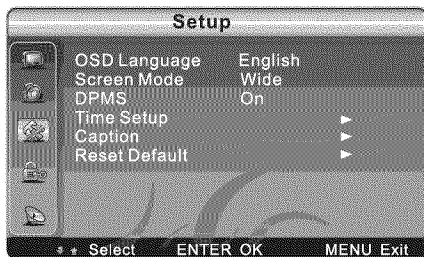 Setup
OSD Language English
Screen Mode Wide
DPMS On
Time Setup
Caption
Reset Default
Select ENTER OK MENU Exit